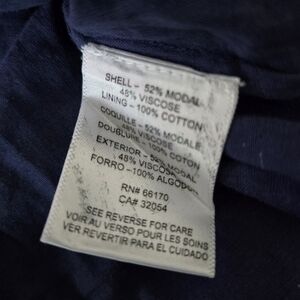 SHELL - 52% MODAL
48% VISCOSE
LINING - 100% COTTON
COQUILLE - 52% MODALE
48% VISCOSE
DOUBLURE - 100% COTON
EXTERIOR - 52% MODAL
48% VISCOSA
FORRO - 100% ALGODON
RN# 66170
CA# 32054
SEE REVERSE FOR CARE
VOIR AU VERSO POUR LES SOINS
VER REVERTIR PARA EL CUIDADO